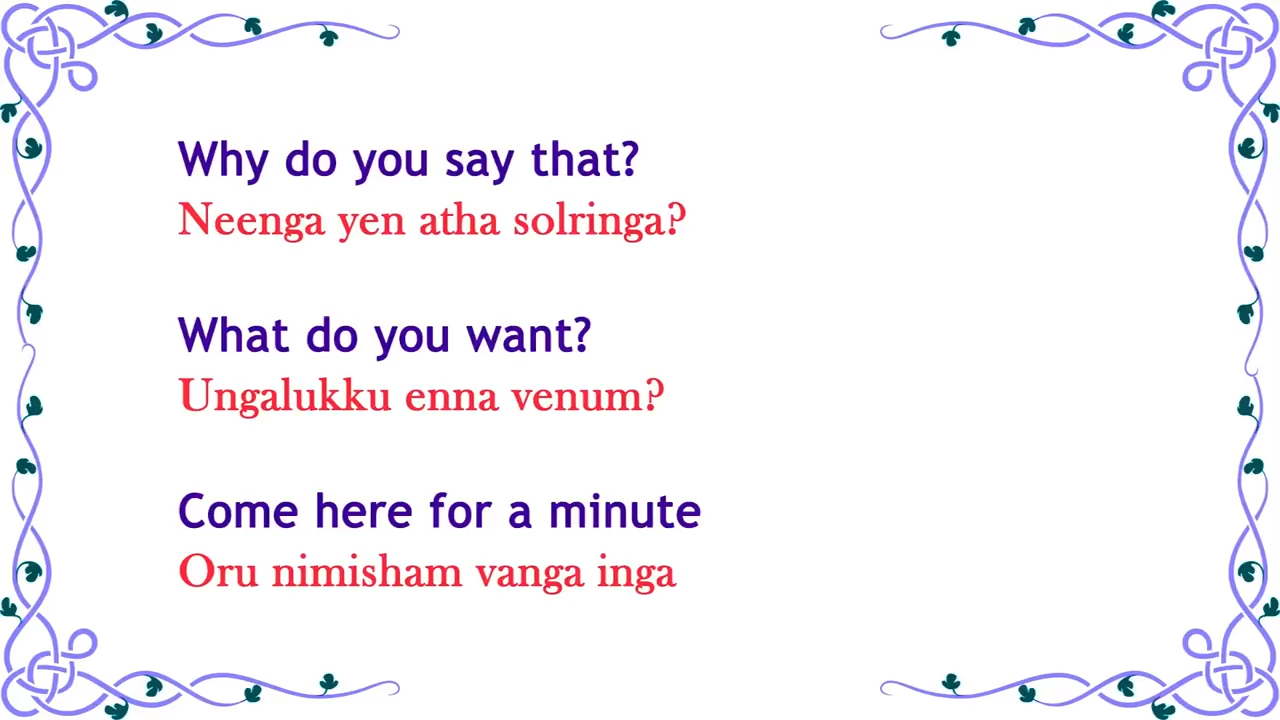 Why do you say that?
Neenga yen atha solringa?
What do you want?
Ungalukku enna venum?
Come here for a minute
Oru nimisham vanga inga